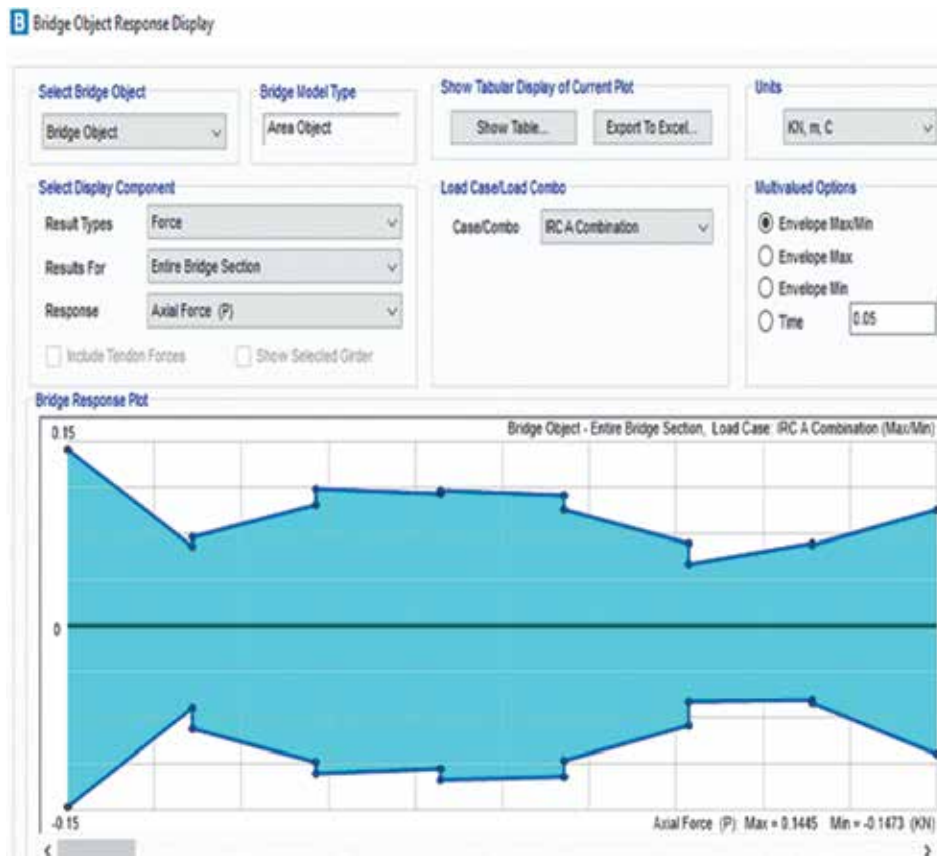 B Bridge Object Response Display
Select Bridge Object
Bridge Object
Bridge Model Type
Area Object
Show Tabular Display of Current Plot
Show Table...
Export To Excel...
Units
KN, m, C
Select Display Component
Result Types
Force
Results For
Entire Bridge Section
Response
Axial Force (P)
Include Tendon Forces
Show Selected Girder
Load Case/Load Combo
Case/Combo
IRC A Combination
Multivalued Options
Envelope Max/Min
Envelope Max
Envelope Min
Time
0.05
Bridge Response Plot
0.15
Bridge Object - Entire Bridge Section, Load Case: IRC A Combination (Max/Min)
0
-0.15
Axial Force (P): Max = 0.1445 Min = -0.1473 (KN)